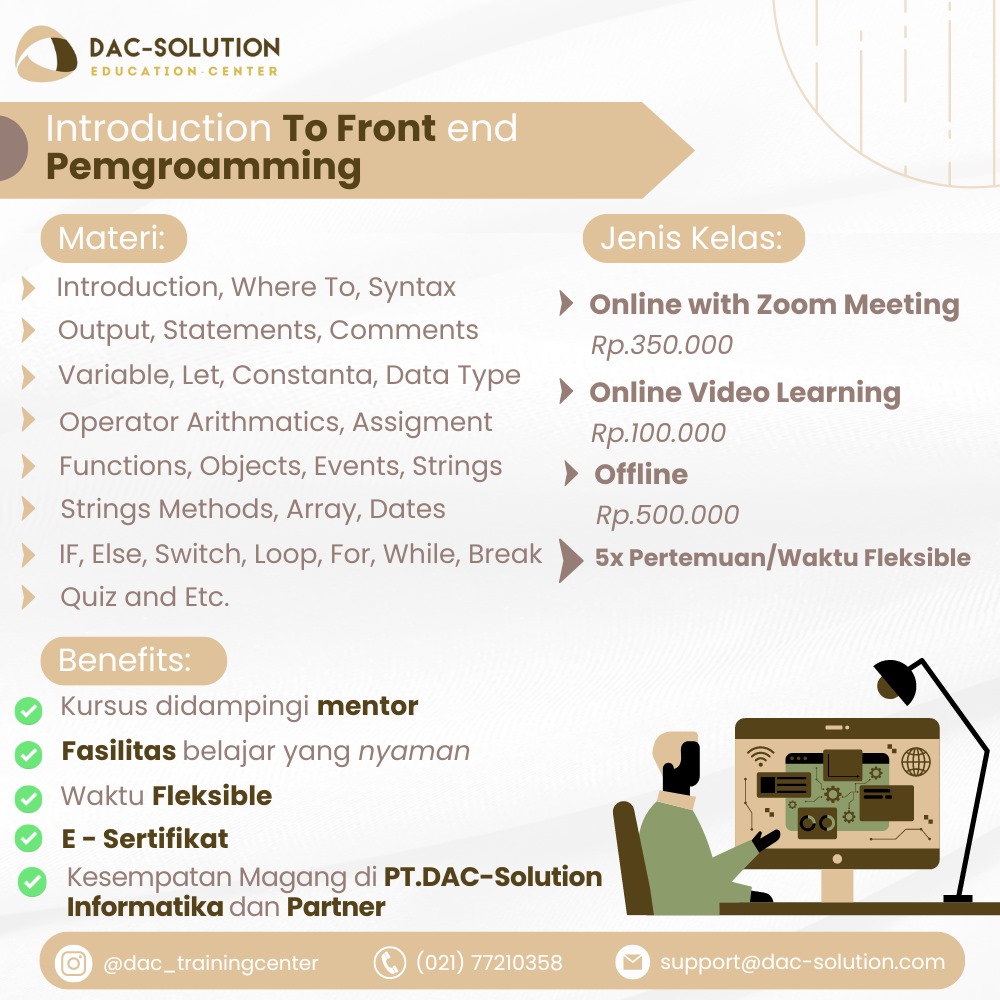 DAC-SOLUTION
EDUCATION-CENTER
Introduction To Front end
Pemgroamming
Materi:
Introduction, Where To, Syntax
Output, Statements, Comments
Variable, Let, Constanta, Data Type
Operator Arithmatics, Assigment
Functions, Objects, Events, Strings
Strings Methods, Array, Dates
IF, Else, Switch, Loop, For, While, Break
Quiz and Etc.
Jenis Kelas:
Online with Zoom Meeting
Rp.350.000
Online Video Learning
Rp.100.000
Offline
Rp.500.000
5x Pertemuan/Waktu Fleksible
Benefits:
Kursus didampingi mentor
Fasilitas belajar yang nyaman
Waktu Fleksible
E - Sertifikat
Kesempatan Magang di PT.DAC-Solution
Informatika dan Partner
@dac_trainingcenter
(021) 77210358
support@dac-solution.com